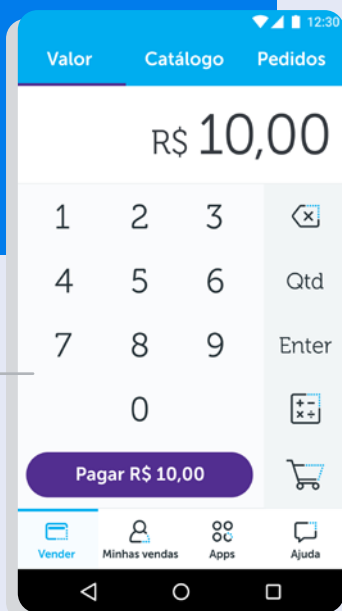 12:30
Valor Catálogo Pedidos
R$ 10,00
1 2 3
4 5 6 Qtd
7 8 9 Enter
0
Pagar R$ 10,00
Vender Minhas vendas Apps Ajuda